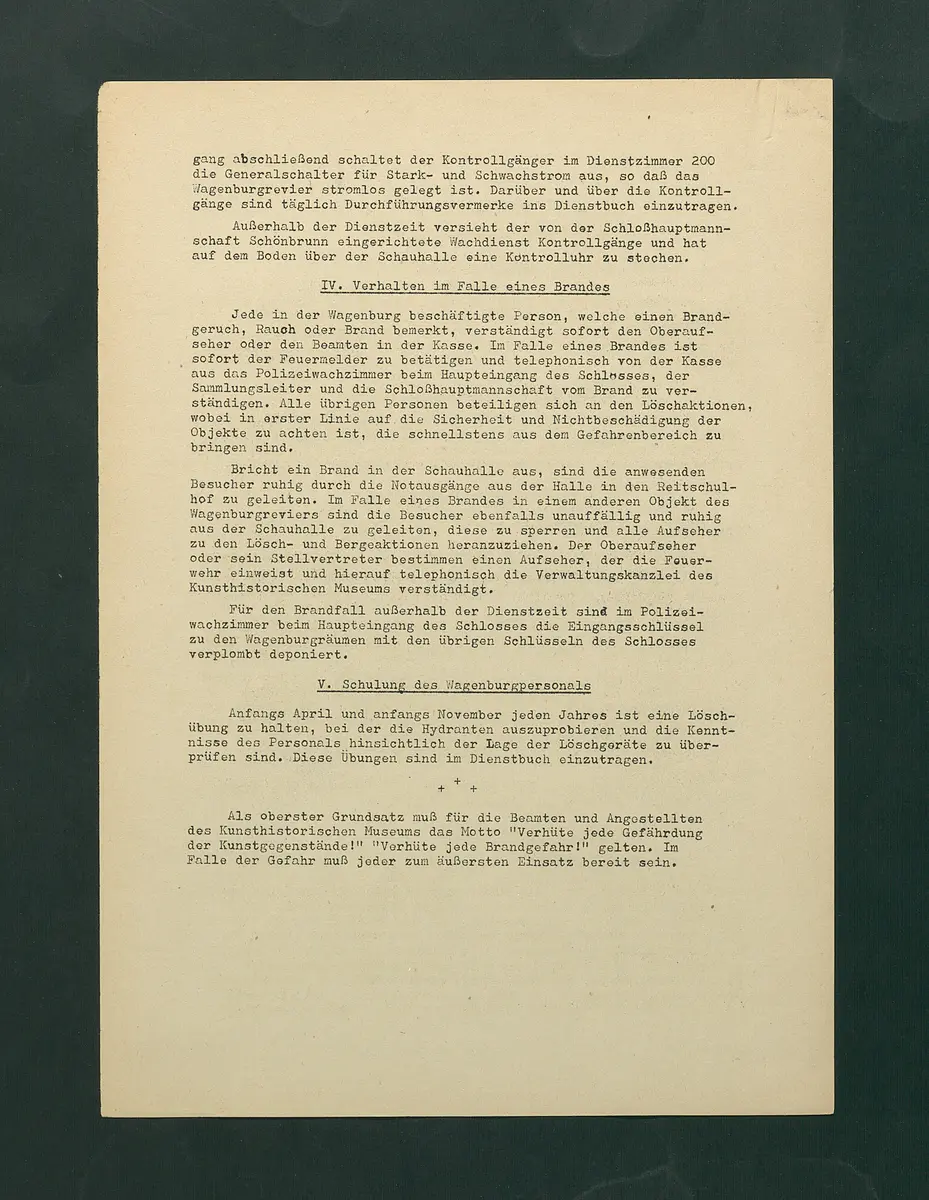 gang abschließend schaltet der Kontrollgänger im Dienstzimmer 200
die Generalschalter für Stark- und Schwachstrom aus, so daß das
Wagenburgrevier stromlos gelegt ist. Darüber und über die Kontroll-
gänge sind täglich Durchführungsvermerke ins Dienstbuch einzutragen.
Außerhalb der Dienstzeit versieht der von der Schloßhauptmann-
schaft Schönbrunn eingerichtete Wachdienst Kontrollgänge und hat
auf dem Boden über der Schauhalle eine Kontrolluhr zu stechen.
IV. Verhalten im Falle eines Brandes
Jede in der Wagenburg beschäftigte Person, welche einen Brand-
geruch, Rauch oder Brand bemerkt, verständigt sofort den Oberauf-
seher oder den Beamten in der Kasse. Im Falle eines Brandes ist
sofort der Feuermelder zu betätigen und telephonisch von der Kasse
aus das Polizeiwachzimmer beim Haupteingang des Schlosses, der
Sammlungsleiter und die Schloßhauptmannschaft vom Brand zu ver-
ständigen. Alle übrigen Personen beteiligen sich an den Löschaktionen,
wobei in erster Linie auf die Sicherheit und Nichtbeschädigung der
Objekte zu achten ist, die schnellstens aus dem Gefahrenbereich zu
bringen sind.
Bricht ein Brand in der Schauhalle aus, sind die anwesenden
Besucher ruhig durch die Notausgänge aus der Halle in den Reitschul-
hof zu geleiten. Im Falle eines Brandes in einem anderen Objekt des
Wagenburgreviers sind die Besucher ebenfalls unauffällig und ruhig
aus der Schauhalle zu geleiten, diese zu sperren und alle Aufseher
zu den Lösch- und Bergeaktionen heranzuziehen. Der Oberaufseher
oder sein Stellvertreter bestimmen einen Aufseher, der die Feuer-
wehr einweist und hierauf telephonisch die Verwaltungskanzlei des
Kunsthistorischen Museums verständigt.
Für den Brandfall außerhalb der Dienstzeit sind im Polizei-
wachzimmer beim Haupteingang des Schlosses die Eingangsschlüssel
zu den Wagenburgräumen mit den übrigen Schlüsseln des Schlosses
verplombt deponiert.
V. Schulung des Wagenburgpersonals
Anfangs April und anfangs November jeden Jahres ist eine Lösch-
übung zu halten, bei der die Hydranten auszuprobieren und die Kennt-
nisse des Personals hinsichtlich der Lage der Löschgeräte zu über-
prüfen sind. Diese Übungen sind im Dienstbuch einzutragen.
+ + +
Als oberster Grundsatz muß für die Beamten und Angestellten
des Kunsthistorischen Museums das Motto "Verhüte jede Gefährdung
der Kunstgegenstände!" "Verhüte jede Brandgefahr!" gelten. Im
Falle der Gefahr muß jeder zum äußersten Einsatz bereit sein.